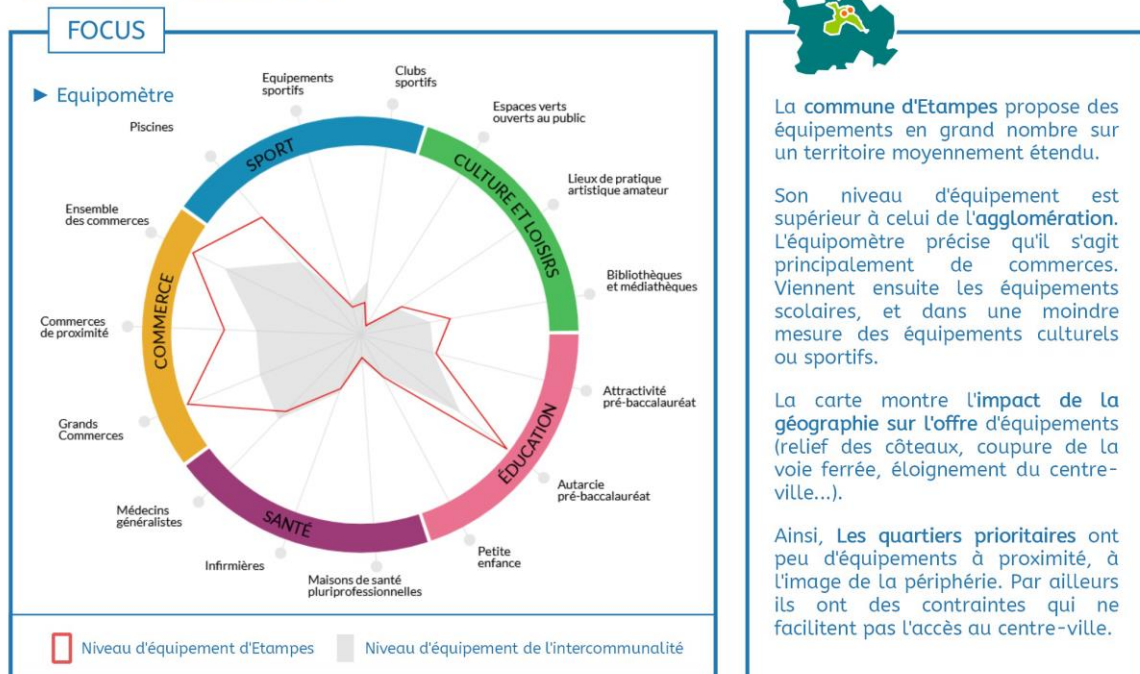 FOCUS
► Equipomètre
Piscines
Equipements
sportifs
Clubs
sportifs
Espaces verts
ouverts au public
Lieux de pratique
artistique amateur
Bibliothèques
et médiathèques
Attractivité
pré-baccalauréat
Autarcie
pré-baccalauréat
Petite
enfance
Maisons de santé
pluriprofessionnelles
Infirmières
Médecins
généralistes
Grands
Commerces
Commerces
de proximité
Ensemble
des commerces
SPORT
CULTURE ET LOISIRS
ÉDUCATION
SANTÉ
COMMERCE
Niveau d'équipement d'Etampes
Niveau d'équipement de l'intercommunalité
La commune d'Etampes propose des
équipements en grand nombre sur
un territoire moyennement étendu.
Son niveau d'équipement est
supérieur à celui de l'agglomération.
L'équipomètre précise qu'il s'agit
principalement de commerces.
Viennent ensuite les équipements
scolaires, et dans une moindre
mesure des équipements culturels
ou sportifs.
La carte montre l'impact de la
géographie sur l'offre d'équipements
(relief des côteaux, coupure de la
voie ferrée, éloignement du centre-
ville...).
Ainsi, Les quartiers prioritaires ont
peu d'équipements à proximité, à
l'image de la périphérie. Par ailleurs
ils ont des contraintes qui ne
facilitent pas l'accès au centre-ville.